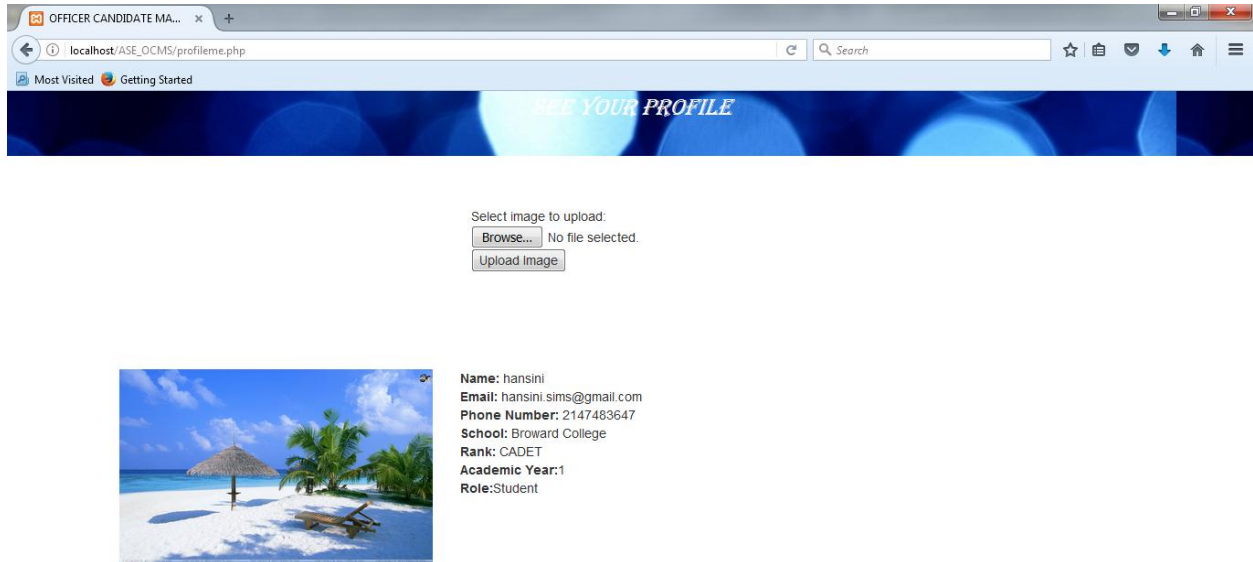 OFFICER CANDIDATE MA...
localhost/ASE_OCMS/profileme.php
Search
Most Visited
Getting Started
SEE YOUR PROFILE
Select image to upload:
Browse... No file selected.
Upload Image
Name: hansini
Email: hansini.sims@gmail.com
Phone Number: 2147483647
School: Broward College
Rank: CADET
Academic Year:1
Role:Student